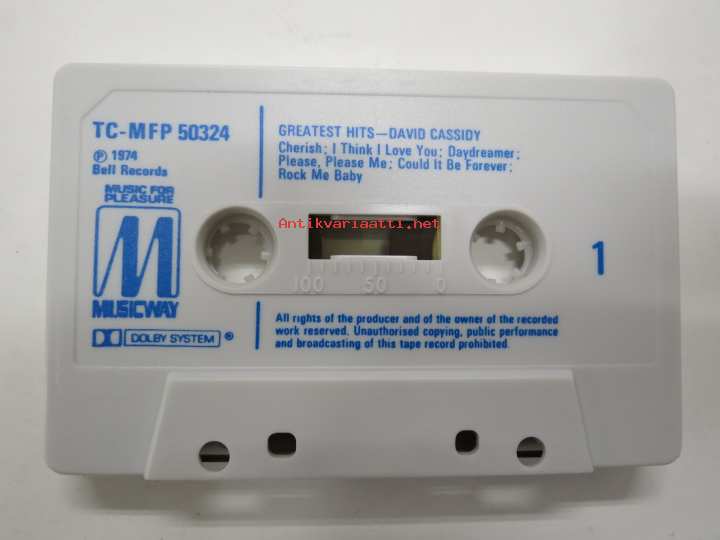 TC-MFP 50324
℗ 1974
Bell Records
MUSIC FOR
PLEASURE
MUSICWAY
DOLBY SYSTEM ®
GREATEST HITS—DAVID CASSIDY
Cherish; I Think I Love You; Daydreamer;
Please, Please Me; Could It Be Forever;
Rock Me Baby
Antikvariaatti.net
100 50 0
1
All rights of the producer and of the owner of the recorded
work reserved. Unauthorised copying, public performance
and broadcasting of this tape record prohibited.